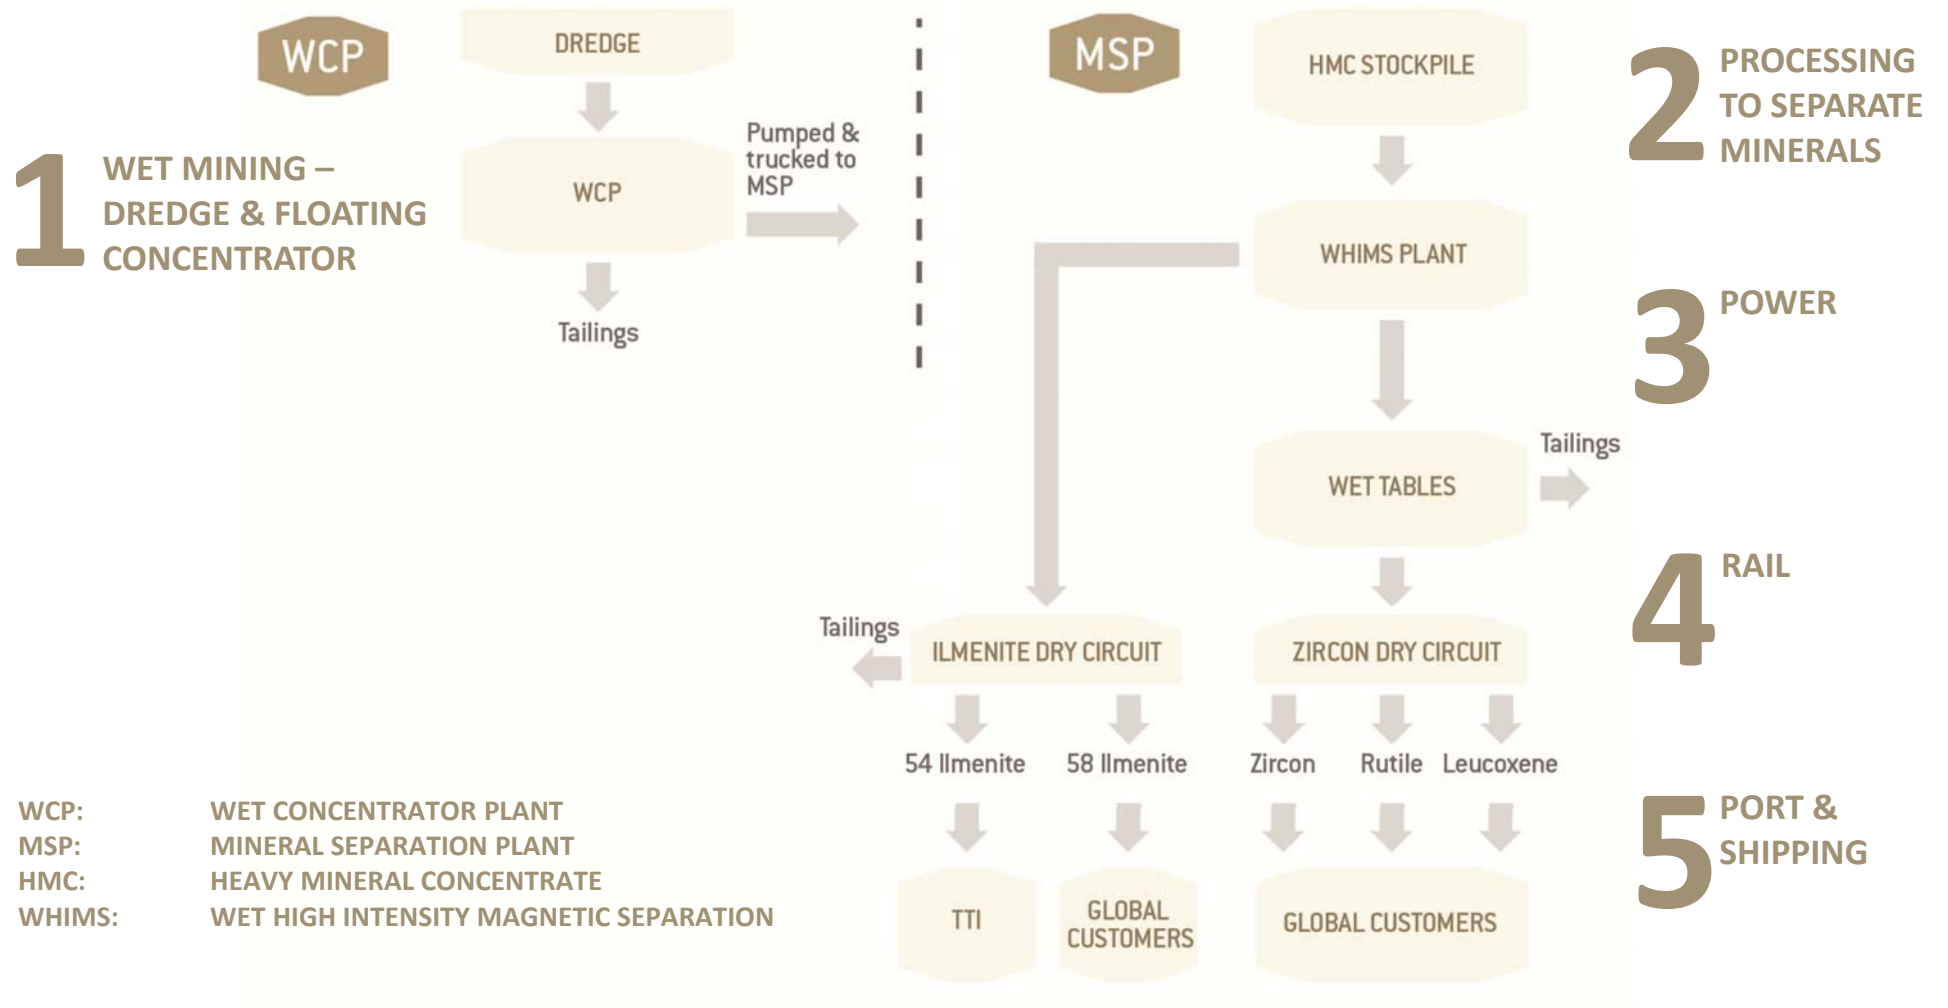 WCP
DREDGE
MSP
HMC STOCKPILE
2
PROCESSING
TO SEPARATE
MINERALS
1
WET MINING –
DREDGE & FLOATING
CONCENTRATOR
WCP
Pumped &
trucked to
MSP
Tailings
WHIMS PLANT
3
POWER
WET TABLES
Tailings
4
RAIL
Tailings
ILMENITE DRY CIRCUIT
ZIRCON DRY CIRCUIT
54 Ilmenite
58 Ilmenite
Zircon
Rutile
Leucoxene
5
PORT &
SHIPPING
TTI
GLOBAL
CUSTOMERS
GLOBAL CUSTOMERS
WCP: WET CONCENTRATOR PLANT
MSP: MINERAL SEPARATION PLANT
HMC: HEAVY MINERAL CONCENTRATE
WHIMS: WET HIGH INTENSITY MAGNETIC SEPARATION